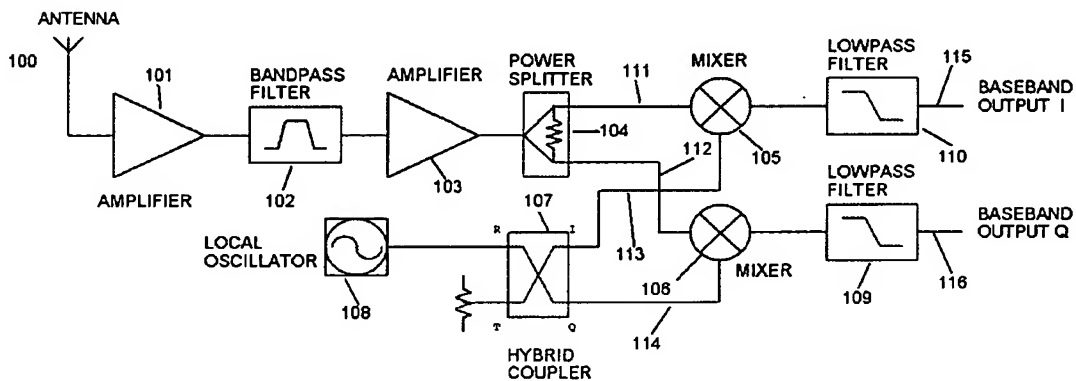 ANTENNA
100
101
BANDPASS
FILTER
AMPLIFIER
POWER
SPLITTER
111
MIXER
LOWPASS
FILTER
115
BASEBAND
OUTPUT I
104
112
105
110
AMPLIFIER
102
103
LOWPASS
FILTER
107
113
BASEBAND
OUTPUT Q
LOCAL
OSCILLATOR
R
I
106
MIXER
116
108
T
Q
114
109
HYBRID
COUPLER